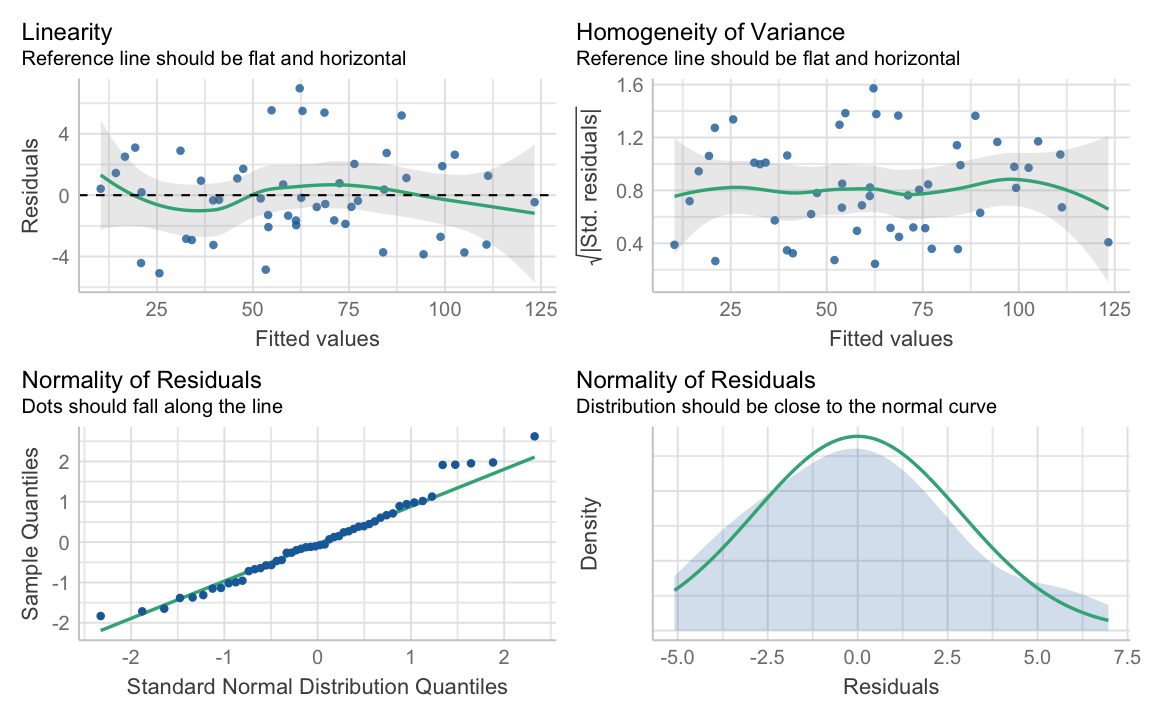 Linearity
Reference line should be flat and horizontal
Residuals
4
0
-4
25
50
75
100
125
Fitted values
Homogeneity of Variance
Reference line should be flat and horizontal
√|Std. residuals|
1.6
1.2
0.8
0.4
25
50
75
100
125
Fitted values
Normality of Residuals
Dots should fall along the line
Sample Quantiles
2
1
0
-1
-2
-2
-1
0
1
2
Standard Normal Distribution Quantiles
Normality of Residuals
Distribution should be close to the normal curve
Density
-5.0
-2.5
0.0
2.5
5.0
7.5
Residuals